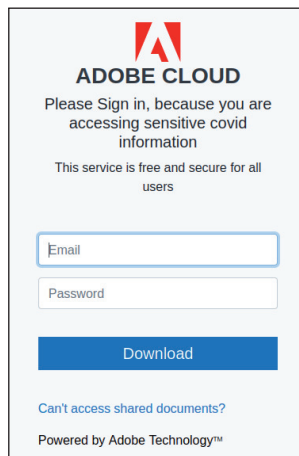 ADOBE CLOUD
Please Sign in, because you are
accessing sensitive covid
information
This service is free and secure for all
users
Email
Password
Download
Can't access shared documents?
Powered by Adobe Technology™